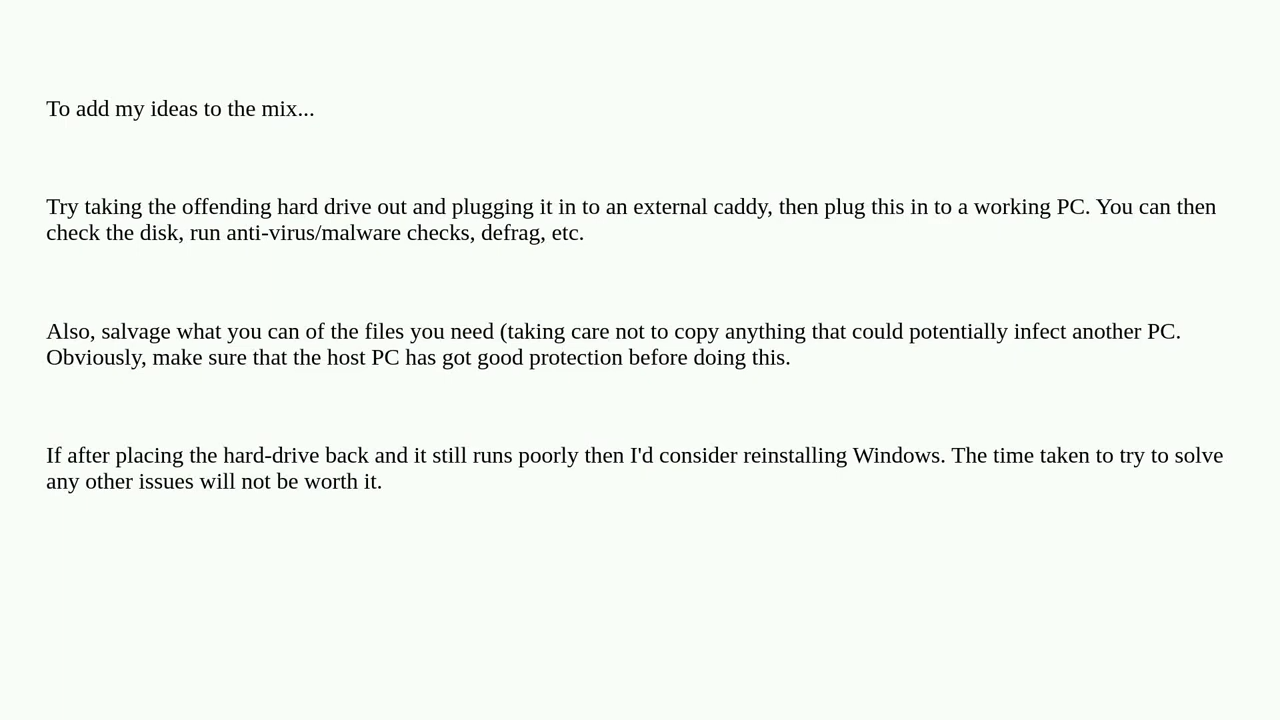 To add my ideas to the mix...
Try taking the offending hard drive out and plugging it in to an external caddy, then plug this in to a working PC. You can then
check the disk, run anti-virus/malware checks, defrag, etc.
Also, salvage what you can of the files you need (taking care not to copy anything that could potentially infect another PC.
Obviously, make sure that the host PC has got good protection before doing this.
If after placing the hard-drive back and it still runs poorly then I'd consider reinstalling Windows. The time taken to try to solve
any other issues will not be worth it.